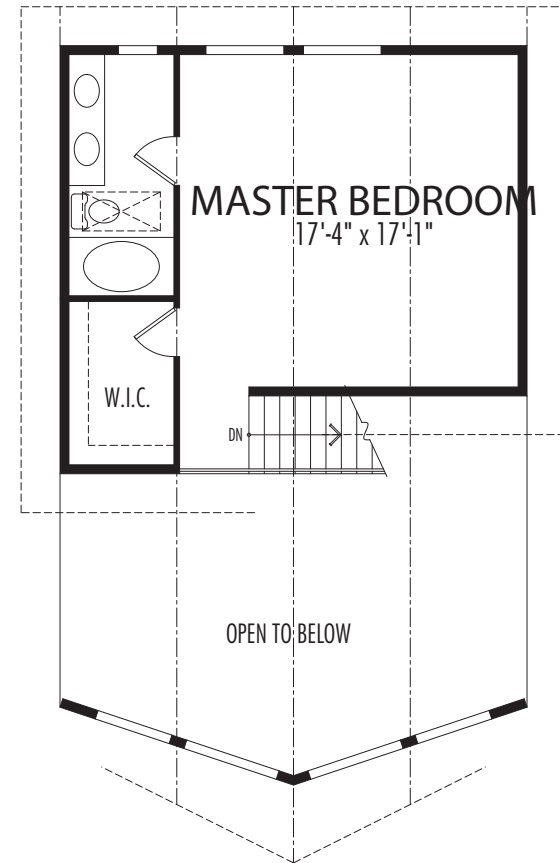 MASTER BEDROOM
17'-4" x 17'-1"
W.I.C.
DN
OPEN TO BELOW